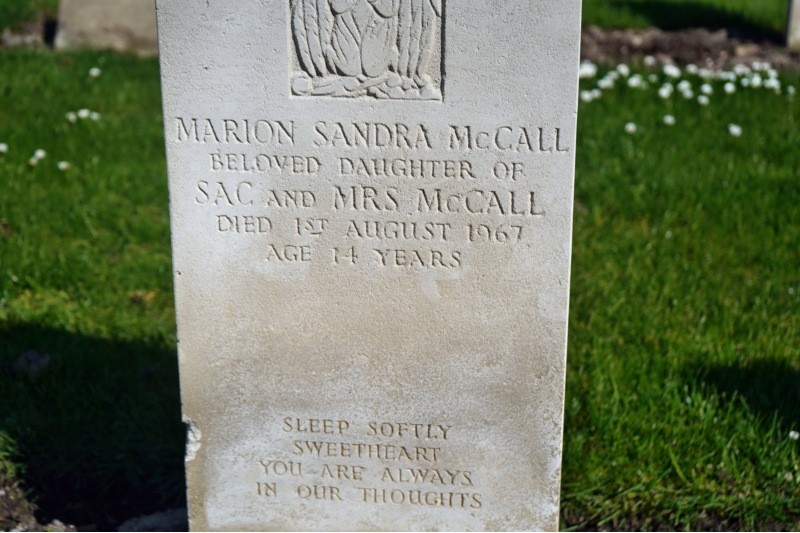 MARION SANDRA McCALL
BELOVED DAUGHTER OF
SAC AND MRS McCALL
DIED 1ST AUGUST 1967
AGE 14 YEARS
SLEEP SOFTLY
SWEETHEART
YOU ARE ALWAYS
IN OUR THOUGHTS